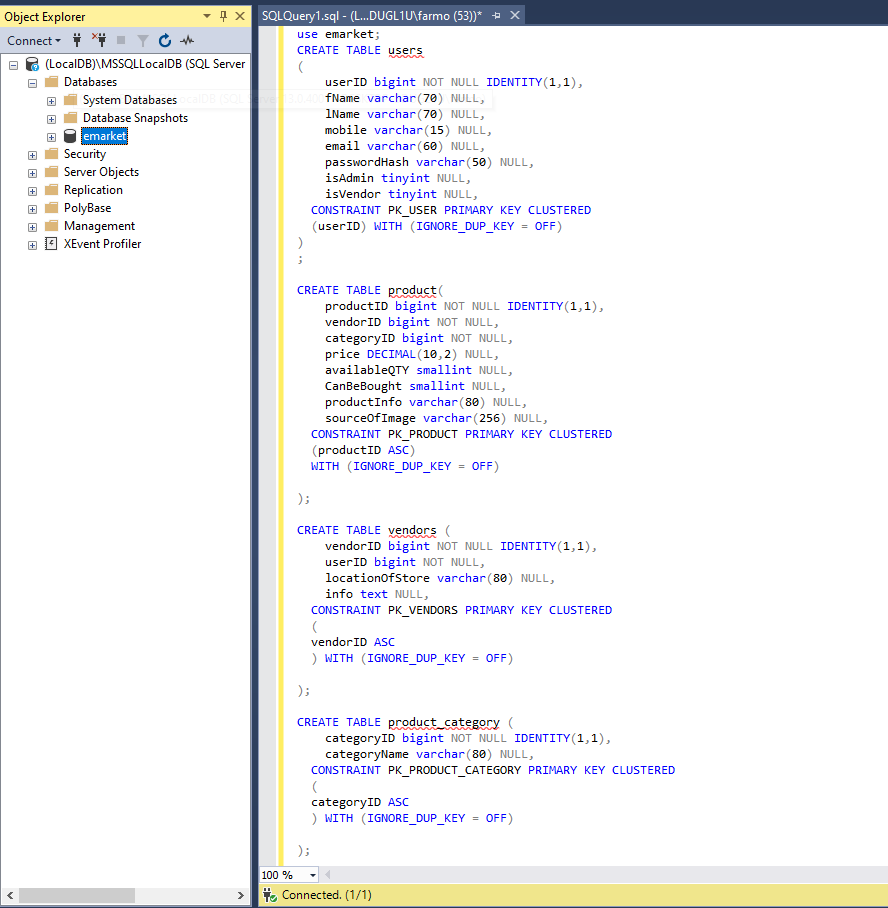 Object Explorer
Connect
(LocalDB)\MSSQLLocalDB (SQL Server
Databases
System Databases
Database Snapshots
emarket
Security
Server Objects
Replication
PolyBase
Management
XEvent Profiler
SQLQuery1.sql - (L...DUGL1U\farmo (53))*
use emarket;
CREATE TABLE users
(
userID bigint NOT NULL IDENTITY(1,1),
fName varchar(70) NULL,
lName varchar(70) NULL,
mobile varchar(15) NULL,
email varchar(60) NULL,
passwordHash varchar(50) NULL,
isAdmin tinyint NULL,
isVendor tinyint NULL,
CONSTRAINT PK_USER PRIMARY KEY CLUSTERED
(userID) WITH (IGNORE_DUP_KEY = OFF)
)
;
CREATE TABLE product(
productID bigint NOT NULL IDENTITY(1,1),
vendorID bigint NOT NULL,
categoryID bigint NOT NULL,
price DECIMAL(10,2) NULL,
availableQTY smallint NULL,
CanBeBought smallint NULL,
productInfo varchar(80) NULL,
sourceOfImage varchar(256) NULL,
CONSTRAINT PK_PRODUCT PRIMARY KEY CLUSTERED
(productID ASC)
WITH (IGNORE_DUP_KEY = OFF)
);
CREATE TABLE vendors (
vendorID bigint NOT NULL IDENTITY(1,1),
userID bigint NOT NULL,
locationOfStore varchar(80) NULL,
info text NULL,
CONSTRAINT PK_VENDORS PRIMARY KEY CLUSTERED
(
vendorID ASC
) WITH (IGNORE_DUP_KEY = OFF)
);
CREATE TABLE product_category (
categoryID bigint NOT NULL IDENTITY(1,1),
categoryName varchar(80) NULL,
CONSTRAINT PK_PRODUCT_CATEGORY PRIMARY KEY CLUSTERED
(
categoryID ASC
) WITH (IGNORE_DUP_KEY = OFF)
);
100 %
Connected. (1/1)